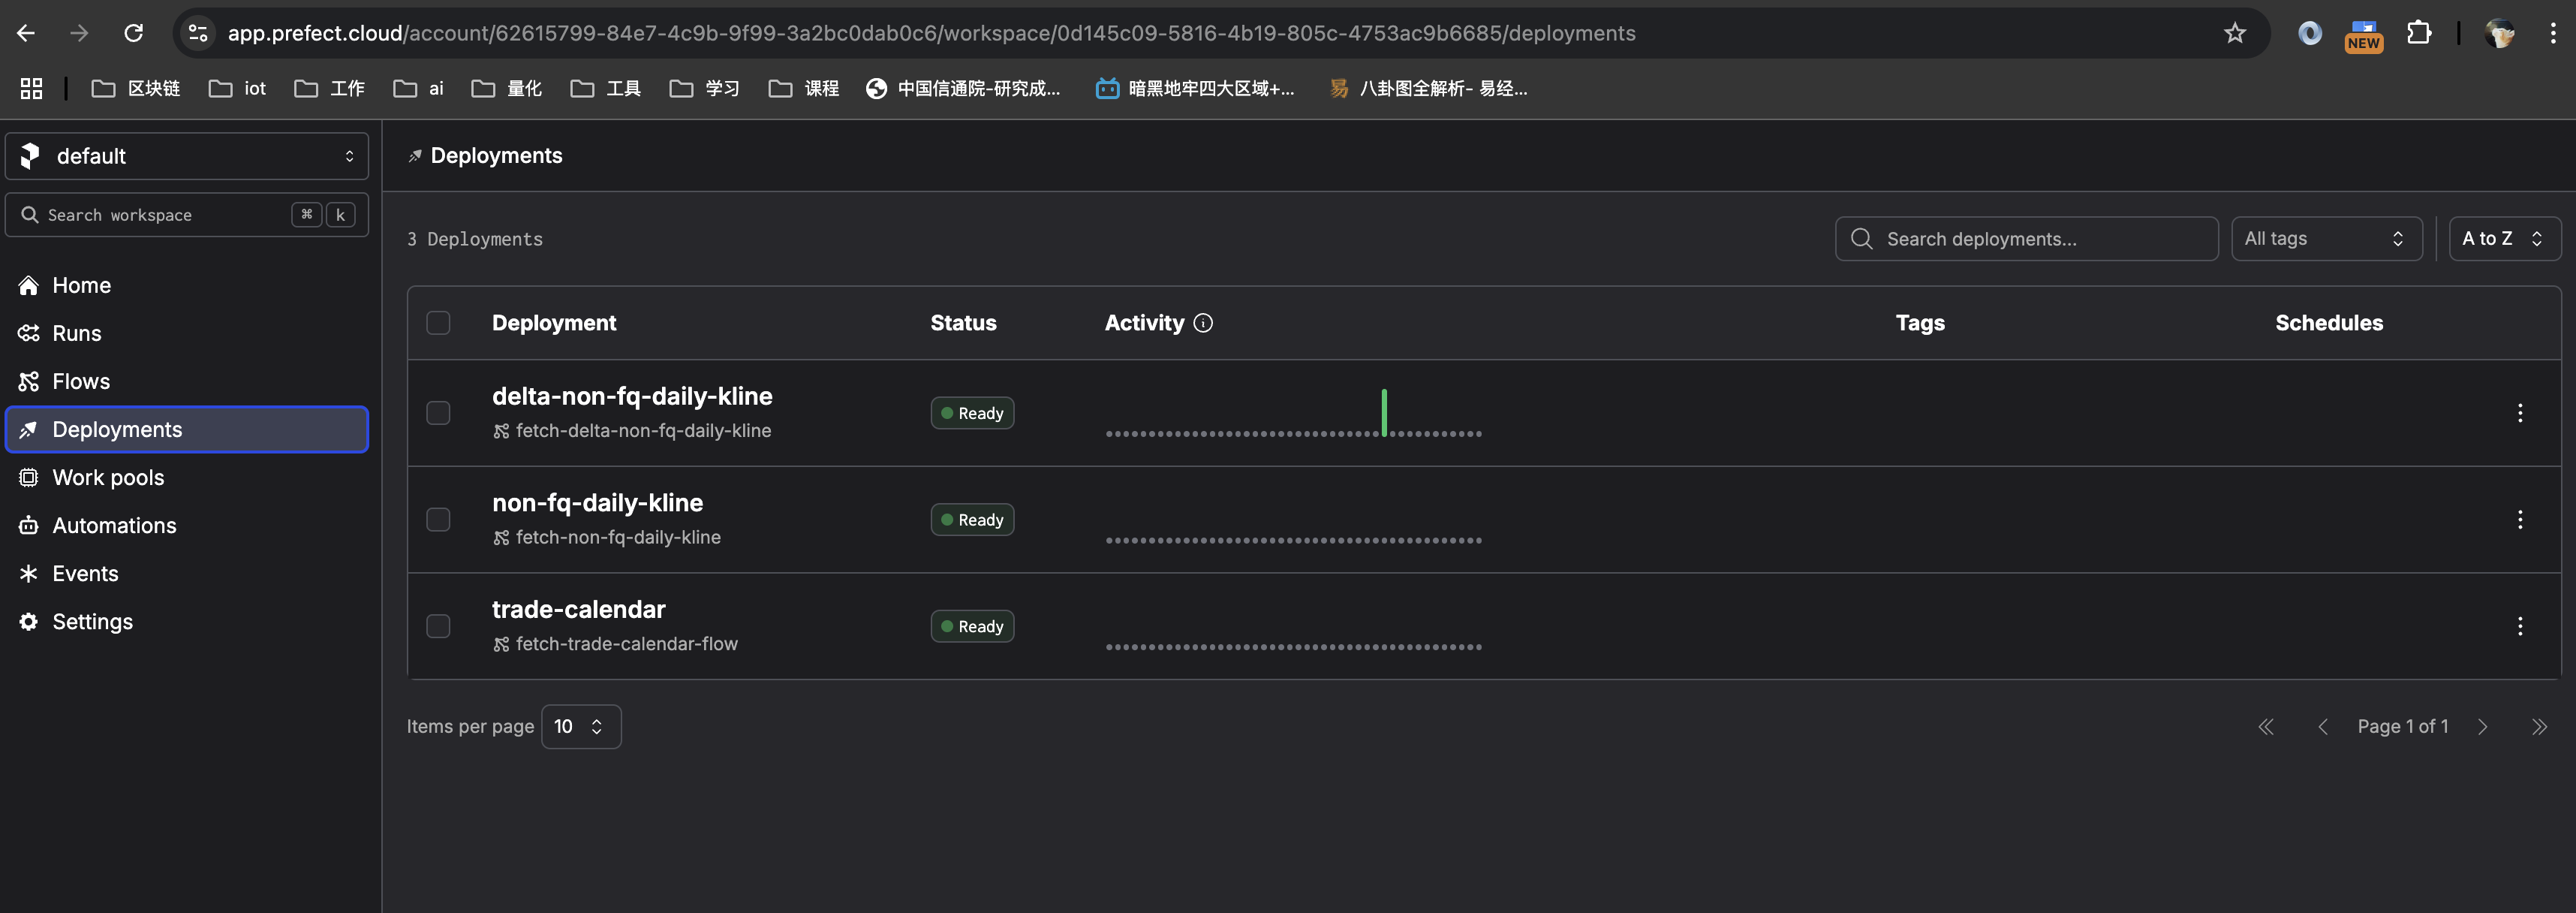 app.prefect.cloud/account/62615799-84e7-4c9b-9f99-3a2bc0dab0c6/workspace/0d145c09-5816-4b19-805c-4753ac9b6685/deployments
NEW
区块链 iot 工作 ai 量化 工具 学习 课程 中国信通院-研究成... 暗黑地牢四大区域+... 易 八卦图全解析- 易经...
default
Search workspace ⌘ k
Home
Runs
Flows
Deployments
Work pools
Automations
Events
Settings
Deployments
3 Deployments
Search deployments...
All tags
A to Z
Deployment Status Activity Tags Schedules
delta-non-fq-daily-kline
fetch-delta-non-fq-daily-kline
Ready
non-fq-daily-kline
fetch-non-fq-daily-kline
Ready
trade-calendar
fetch-trade-calendar-flow
Ready
Items per page 10
Page 1 of 1